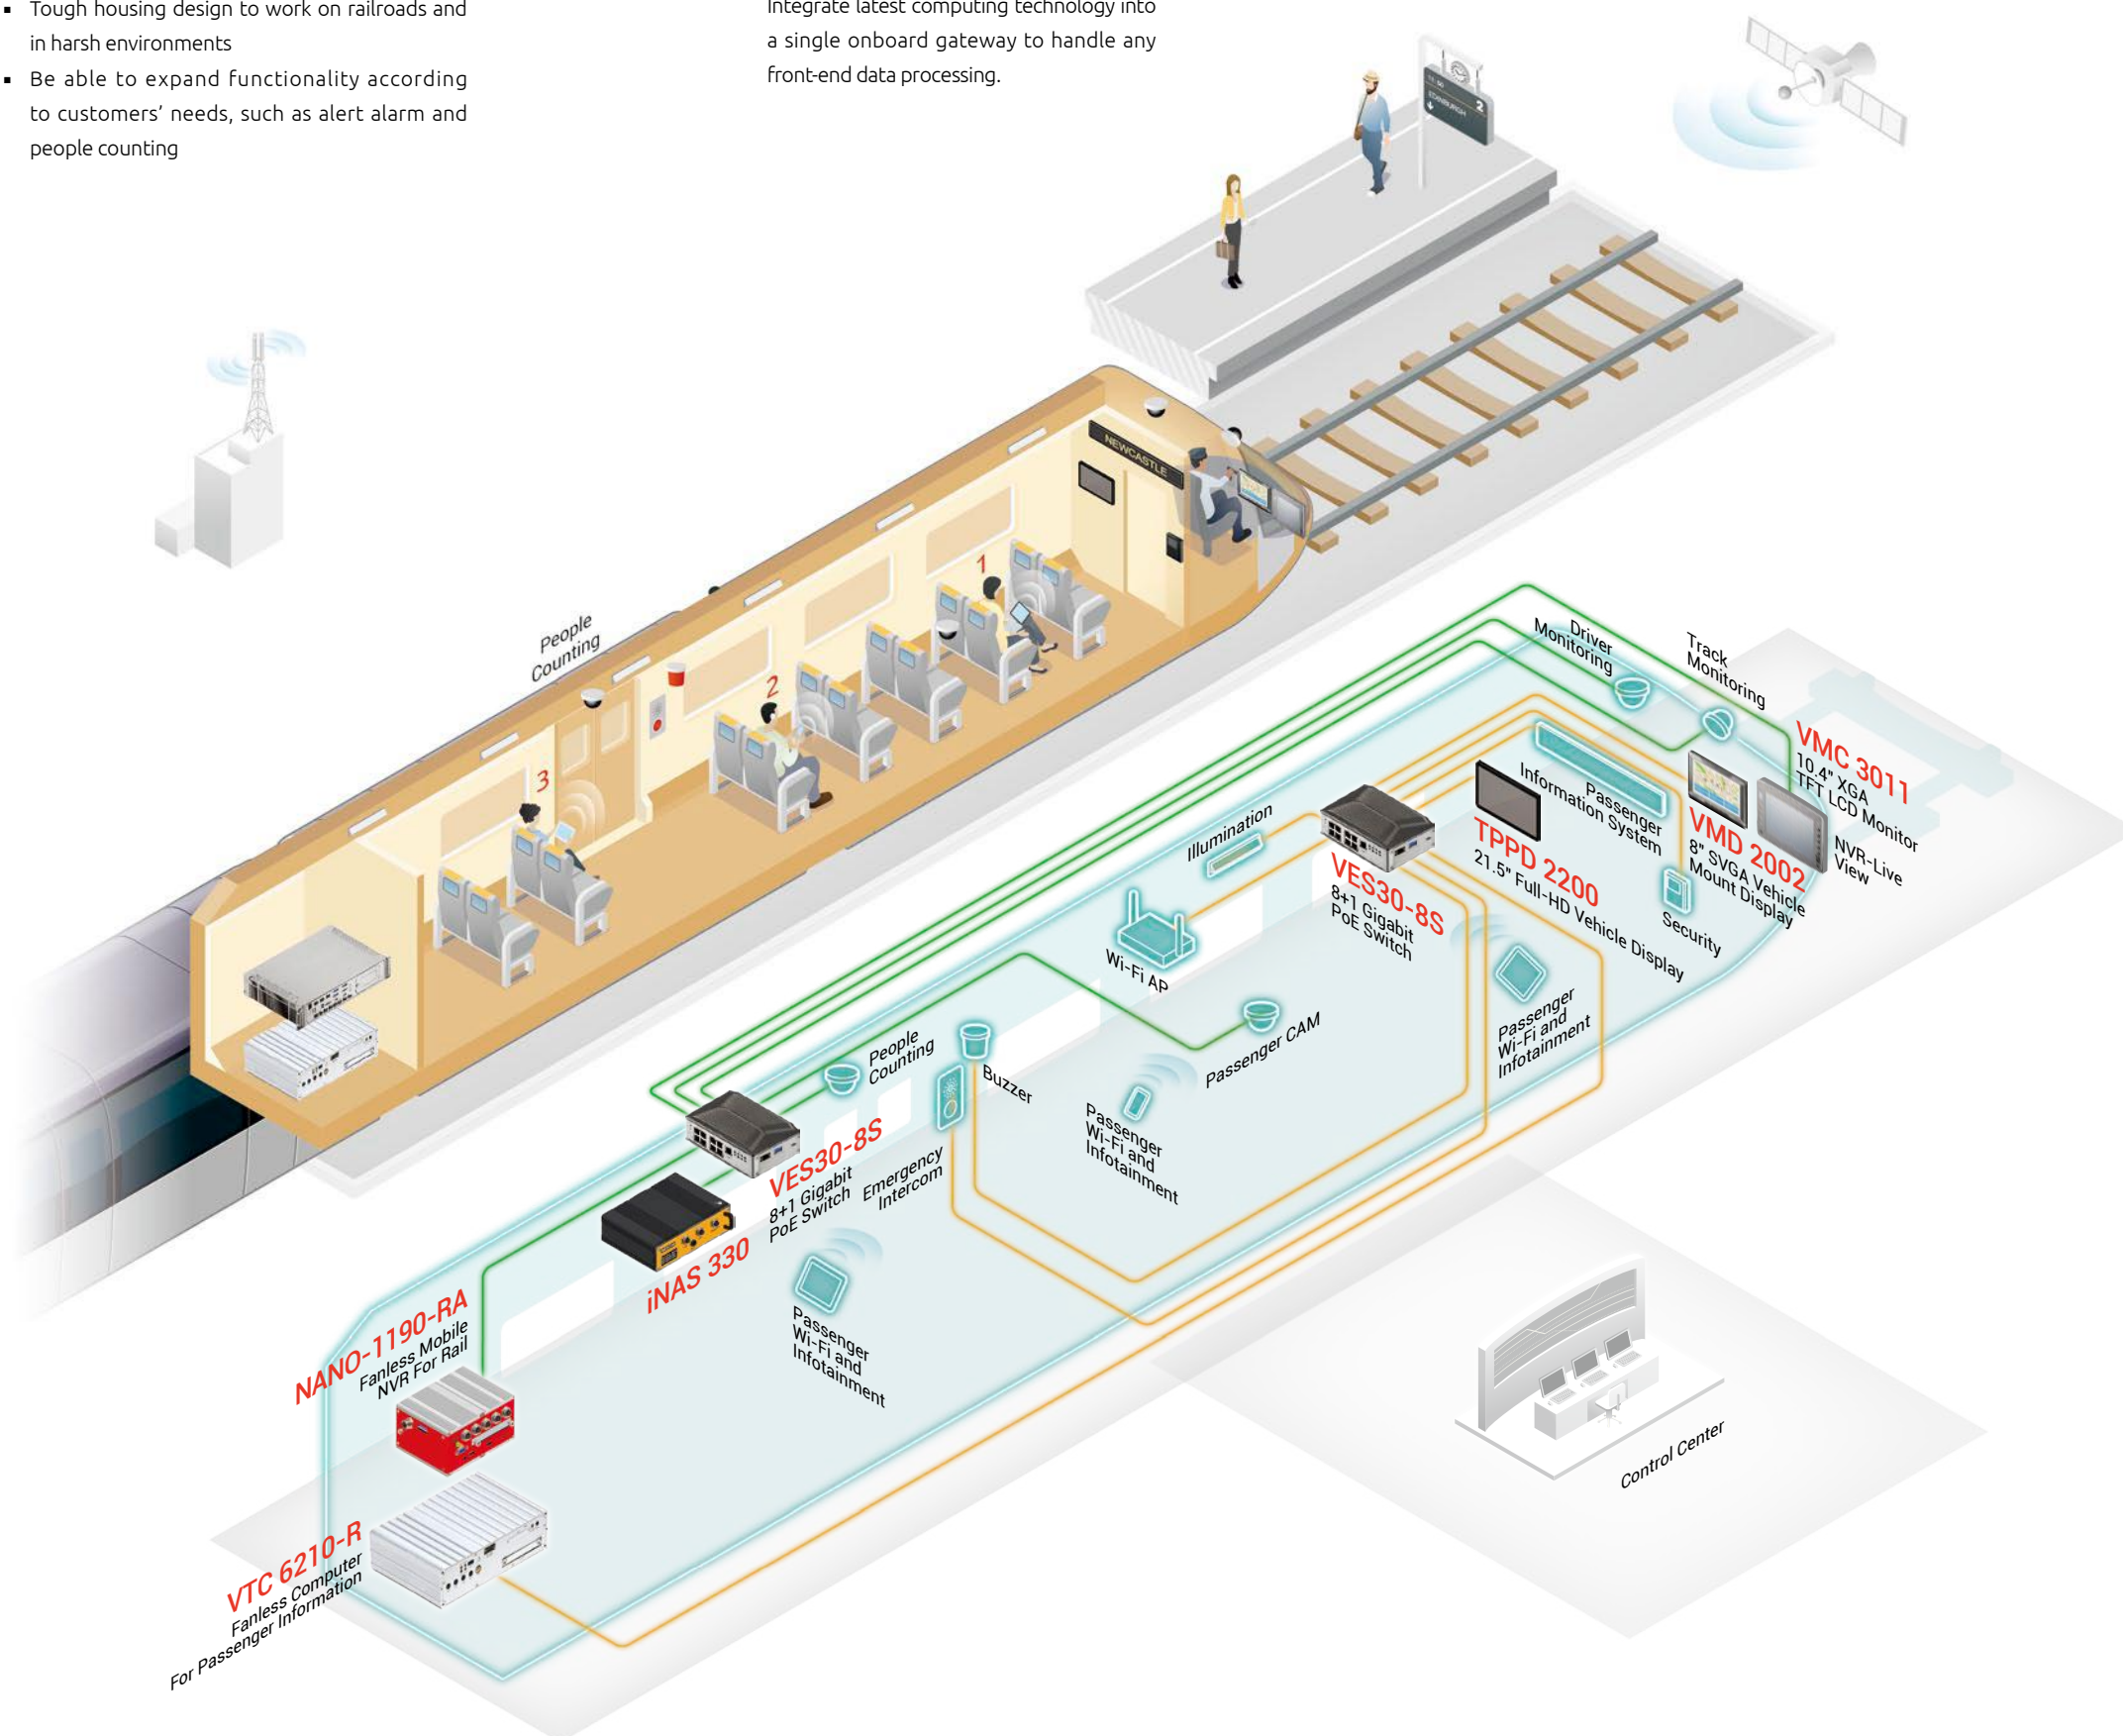 ▪ Tough housing design to work on railroads and
in harsh environments
▪ Be able to expand functionality according
to customers' needs, such as alert alarm and
people counting
Integrate latest computing technology into
a single onboard gateway to handle any
front-end data processing.
2
EDINBURGH
NEWCASTLE
1
2
3
People
Counting
Driver
Monitoring
Track
Monitoring
VMC 3011
10.4" XGA
TFT LCD Monitor
NVR-Live
View
VMD 2002
8" SVGA Vehicle
Mount Display
Passenger
Information System
TPPD 2200
21.5" Full-HD Vehicle Display
Security
Illumination
VES30-8S
8+1 Gigabit
PoE Switch
Wi-Fi AP
Passenger
Wi-Fi and
Infotainment
Passenger CAM
People
Counting
Buzzer
Passenger
Wi-Fi and
Infotainment
VES30-8S
8+1 Gigabit
PoE Switch
Emergency
Intercom
iNAS 330
Passenger
Wi-Fi and
Infotainment
NANO-1190-RA
Fanless Mobile
NVR For Rail
VTC 6210-R
Fanless Computer
For Passenger Information
Control Center